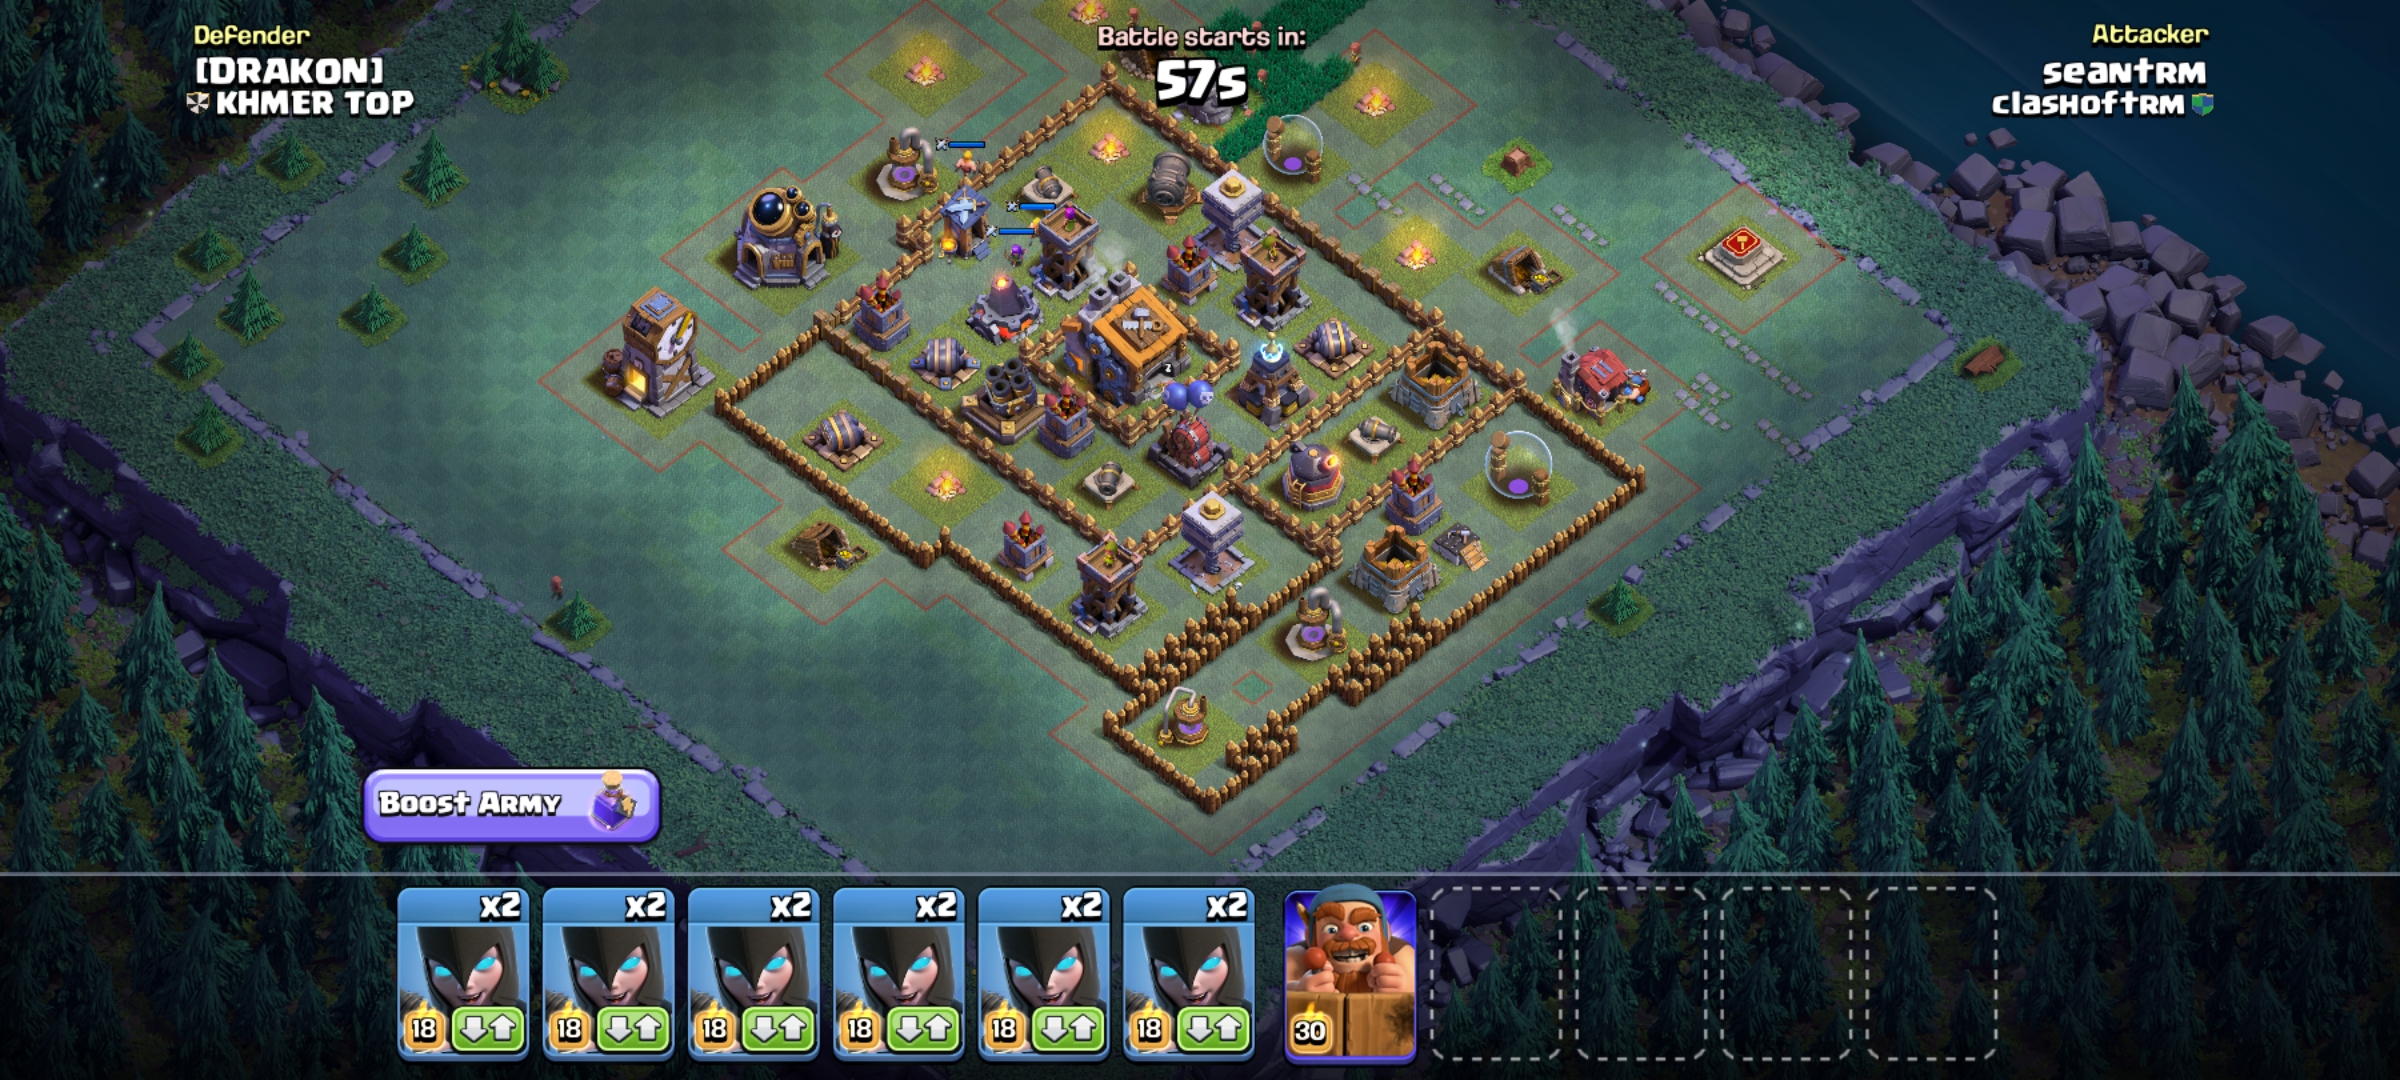 Defender
[DRAKON]
KHMER TOP
Battle starts in:
57s
Attacker
seantRM
clashoftRM
Boost Army
x2
x2
x2
x2
x2
x2
18
18
18
18
18
18
30